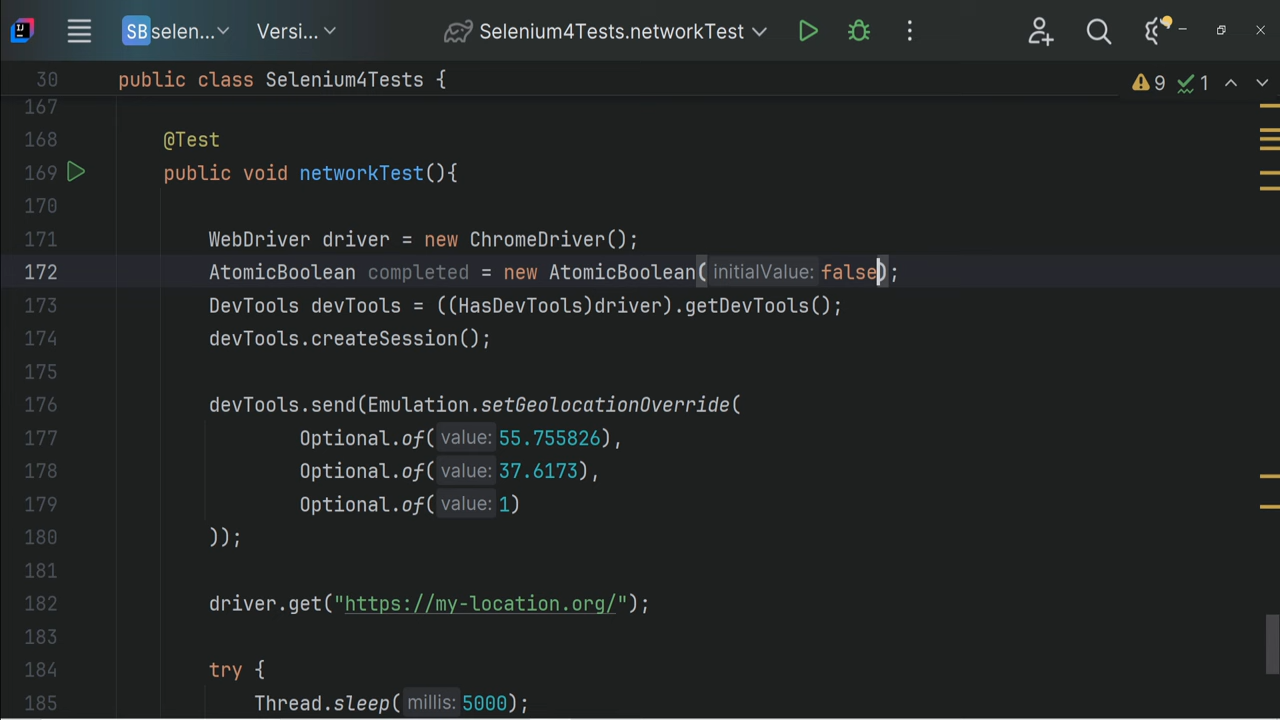 SB selen... Versi... Selenium4Tests.networkTest
30 public class Selenium4Tests { 9 1
167
168 @Test
169 public void networkTest(){
170
171 WebDriver driver = new ChromeDriver();
172 AtomicBoolean completed = new AtomicBoolean( initialValue: false);
173 DevTools devTools = ((HasDevTools)driver).getDevTools();
174 devTools.createSession();
175
176 devTools.send(Emulation.setGeolocationOverride(
177 Optional.of( value: 55.755826),
178 Optional.of( value: 37.6173),
179 Optional.of( value: 1)
180 ));
181
182 driver.get("https://my-location.org/");
183
184 try {
185 Thread.sleep( millis: 5000);